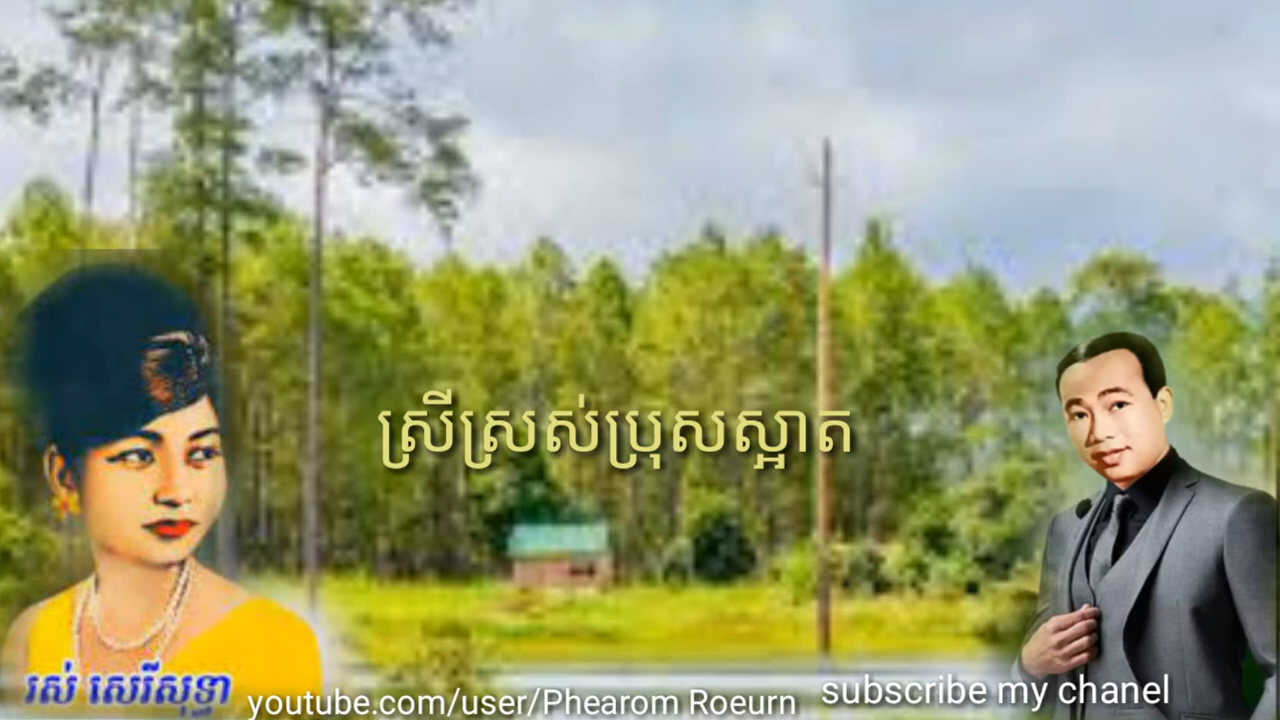 ស្រីស្រស់ប្រុសស្អាត
រស់ សេរីសុទ្ធា
youtube.com/user/Phearom Roeurn
subscribe my chanel